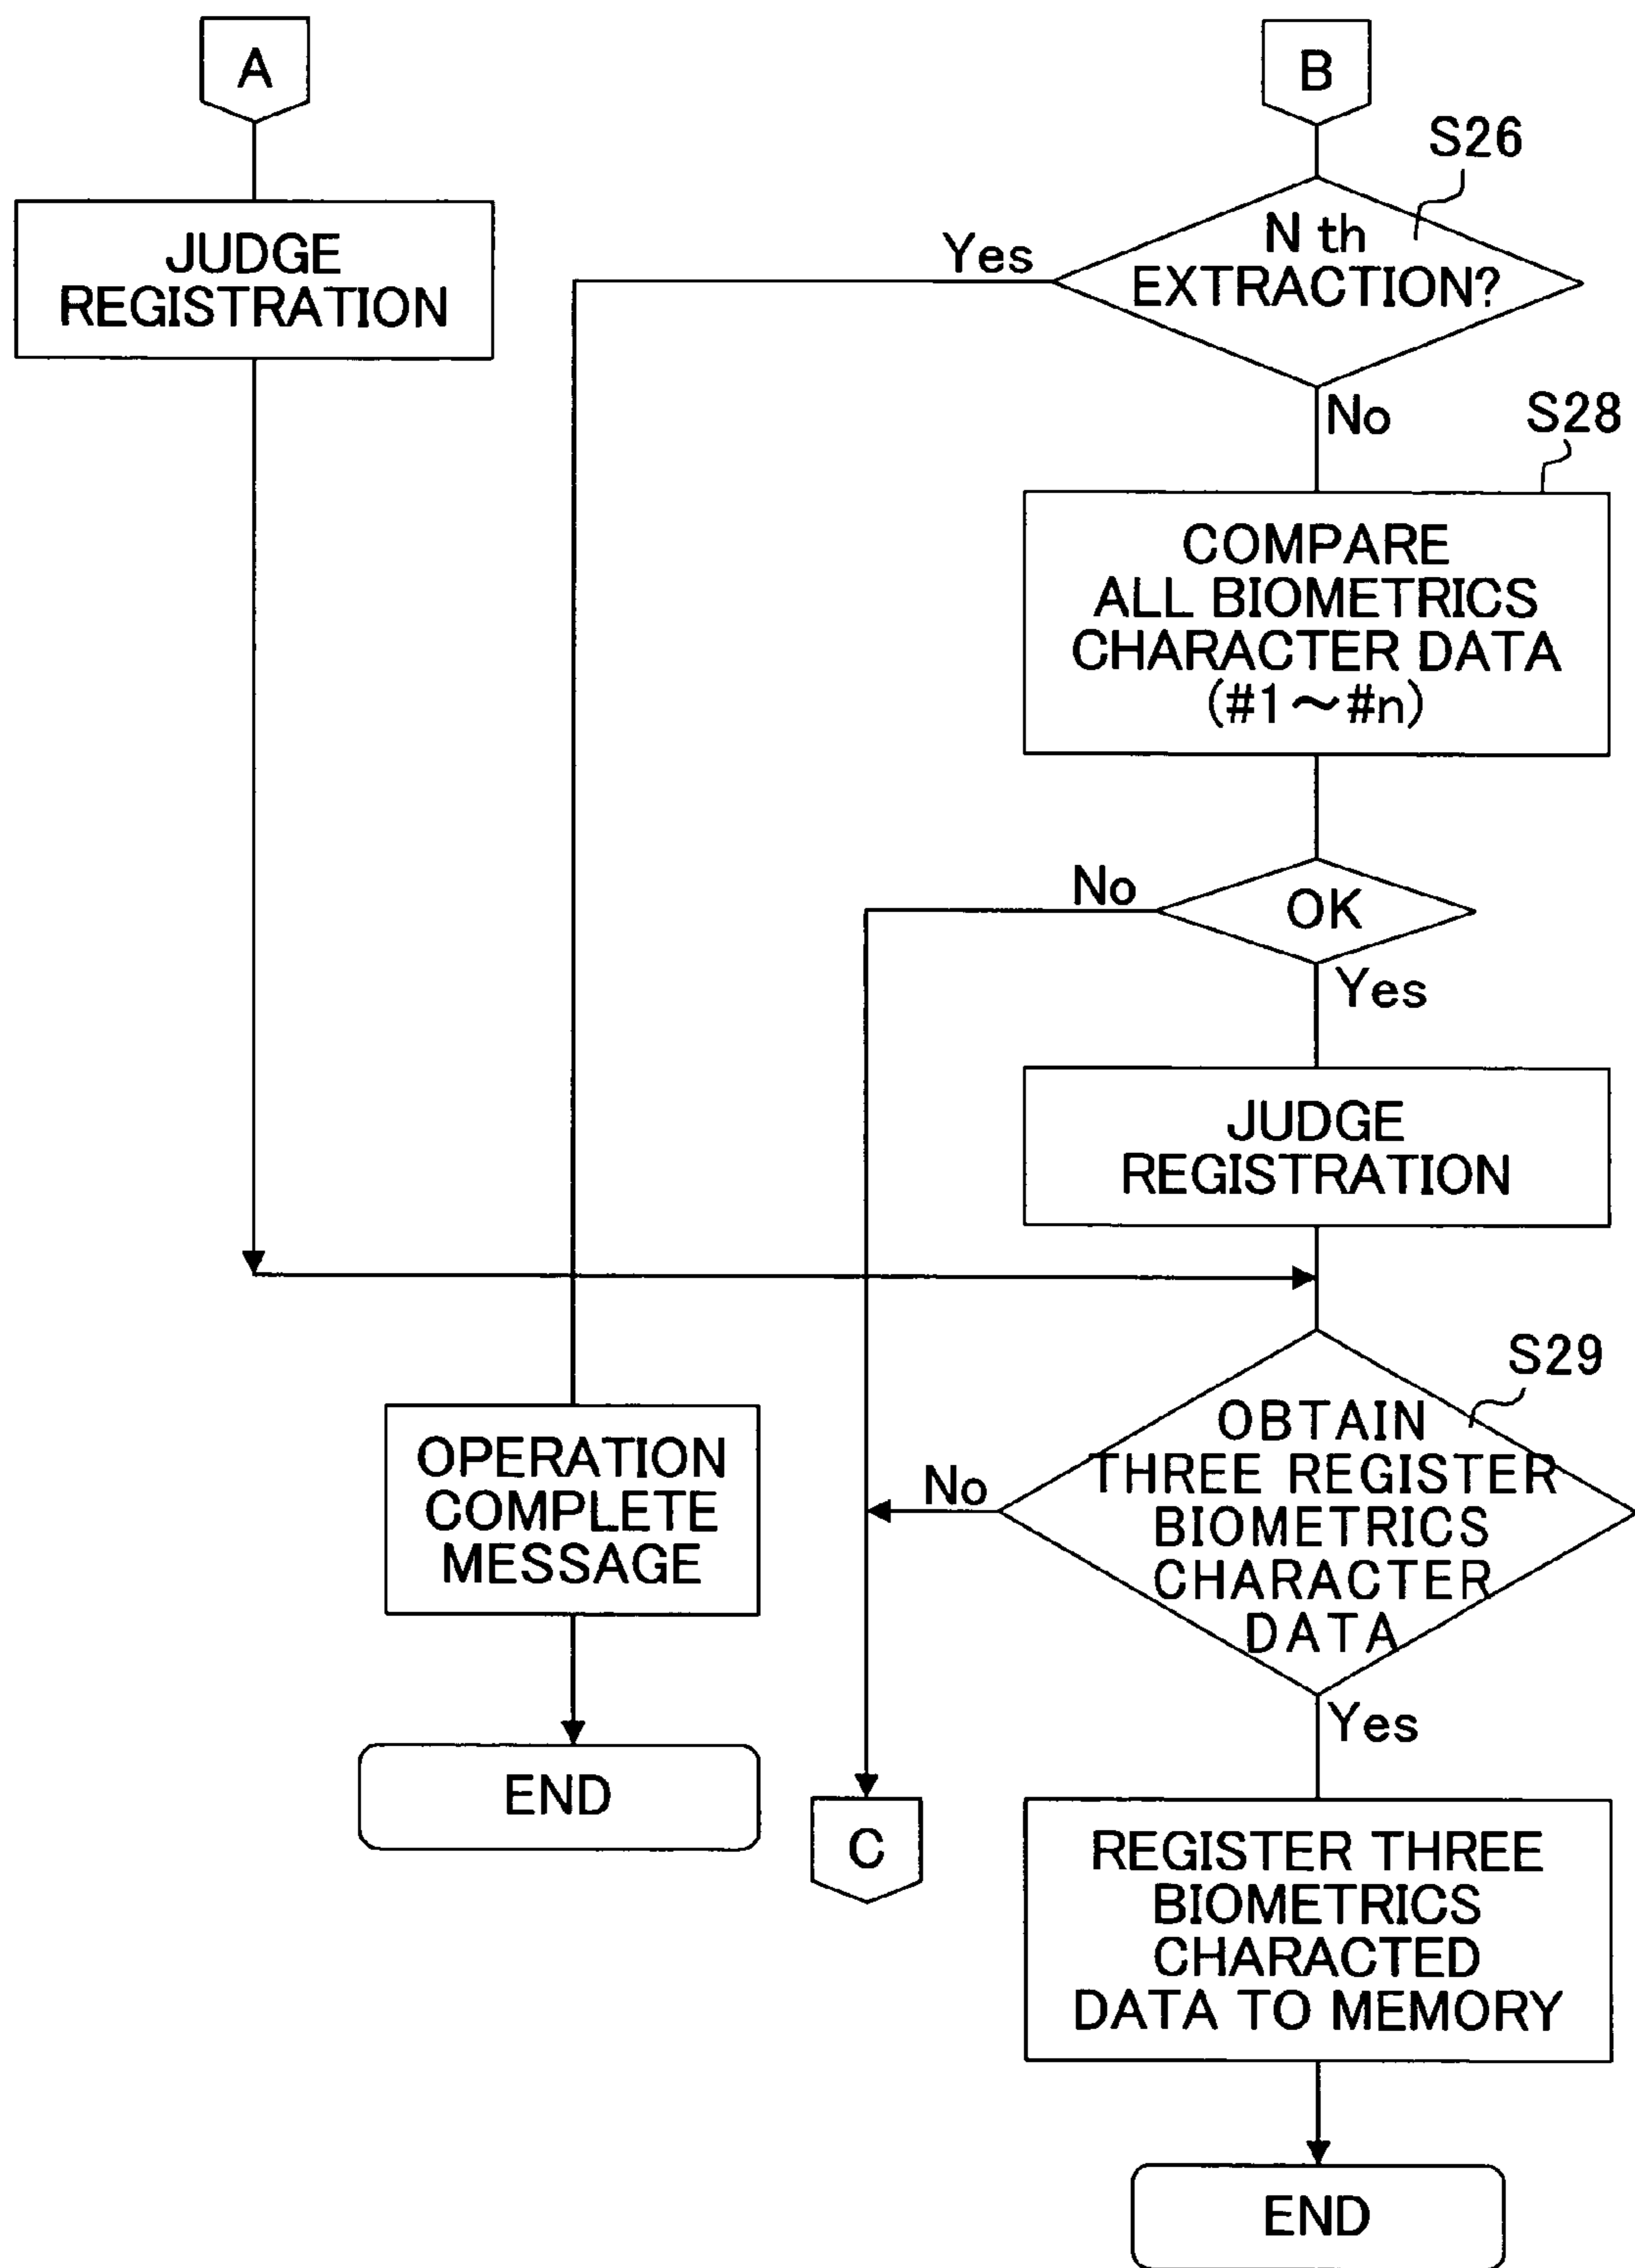 A
JUDGE
REGISTRATION
B
S26
N th
EXTRACTION?
Yes
No
S28
COMPARE
ALL BIOMETRICS
CHARACTER DATA
(#1～#n)
OK
No
Yes
JUDGE
REGISTRATION
S29
OBTAIN
THREE REGISTER
BIOMETRICS
CHARACTER
DATA
No
Yes
OPERATION
COMPLETE
MESSAGE
END
C
REGISTER THREE
BIOMETRICS
CHARACTED
DATA TO MEMORY
END